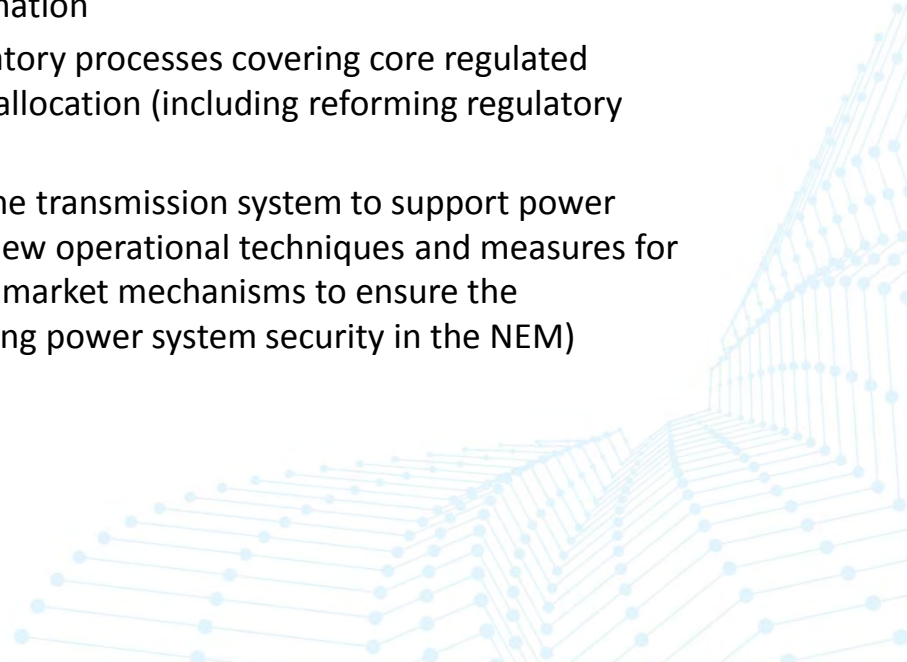 nation
atory processes covering core regulated
allocation (including reforming regulatory
he transmission system to support power
ew operational techniques and measures for
market mechanisms to ensure the
ng power system security in the NEM)